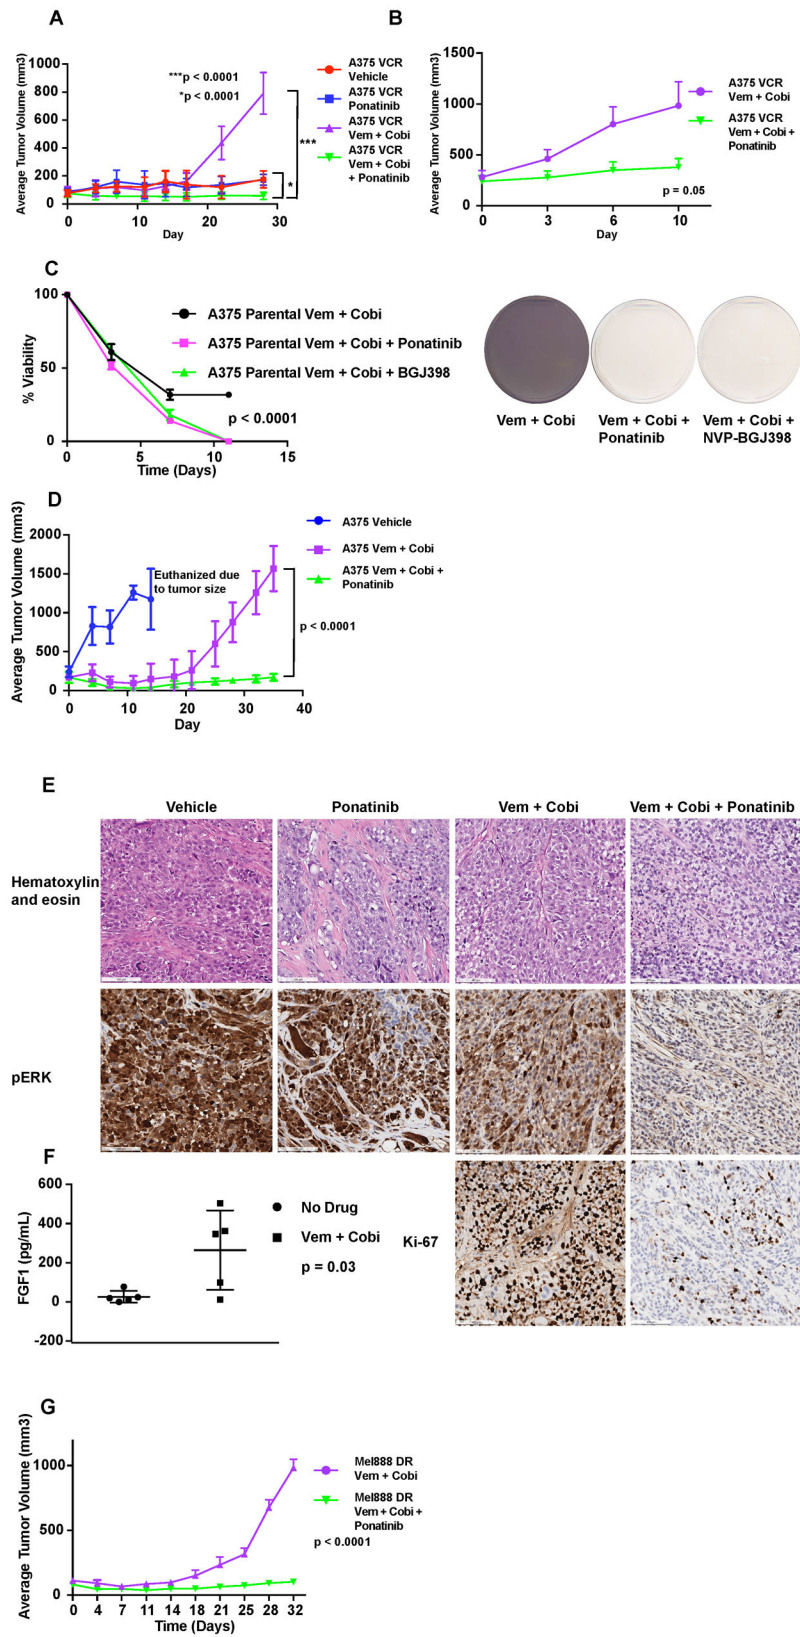 A
Average Tumor Volume (mm3)
1000
800
600
400
200
0
0
10
20
30
Day
***p < 0.0001
*p < 0.0001
***
*
A375 VCR
Vehicle
A375 VCR
Ponatinib
A375 VCR
Vem + Cobi
A375 VCR
Vem + Cobi
+ Ponatinib
B
Average Tumor Volume (mm3)
1500
1000
500
0
0
3
6
10
Day
p = 0.05
A375 VCR
Vem + Cobi
A375 VCR
Vem + Cobi +
Ponatinib
C
% Viability
100
50
0
0
5
10
15
Time (Days)
A375 Parental Vem + Cobi
A375 Parental Vem + Cobi + Ponatinib
A375 Parental Vem + Cobi + BGJ398
p < 0.0001
Vem + Cobi
Vem + Cobi +
Ponatinib
Vem + Cobi +
NVP-BGJ398
D
Average Tumor Volume (mm3)
2000
1500
1000
500
0
0
10
20
30
40
Day
Euthanized due
to tumor size
A375 Vehicle
A375 Vem + Cobi
A375 Vem + Cobi +
Ponatinib
p < 0.0001
E
Vehicle
Ponatinib
Vem + Cobi
Vem + Cobi + Ponatinib
Hematoxylin
and eosin
pERK
Ki-67
F
FGF1 (pg/mL)
600
400
200
0
-200
No Drug
Vem + Cobi
p = 0.03
G
Average Tumor Volume (mm3)
1000
500
0
0
4
7
11
14
18
21
25
28
32
Time (Days)
Mel888 DR
Vem + Cobi
Mel888 DR
Vem + Cobi +
Ponatinib
p < 0.0001